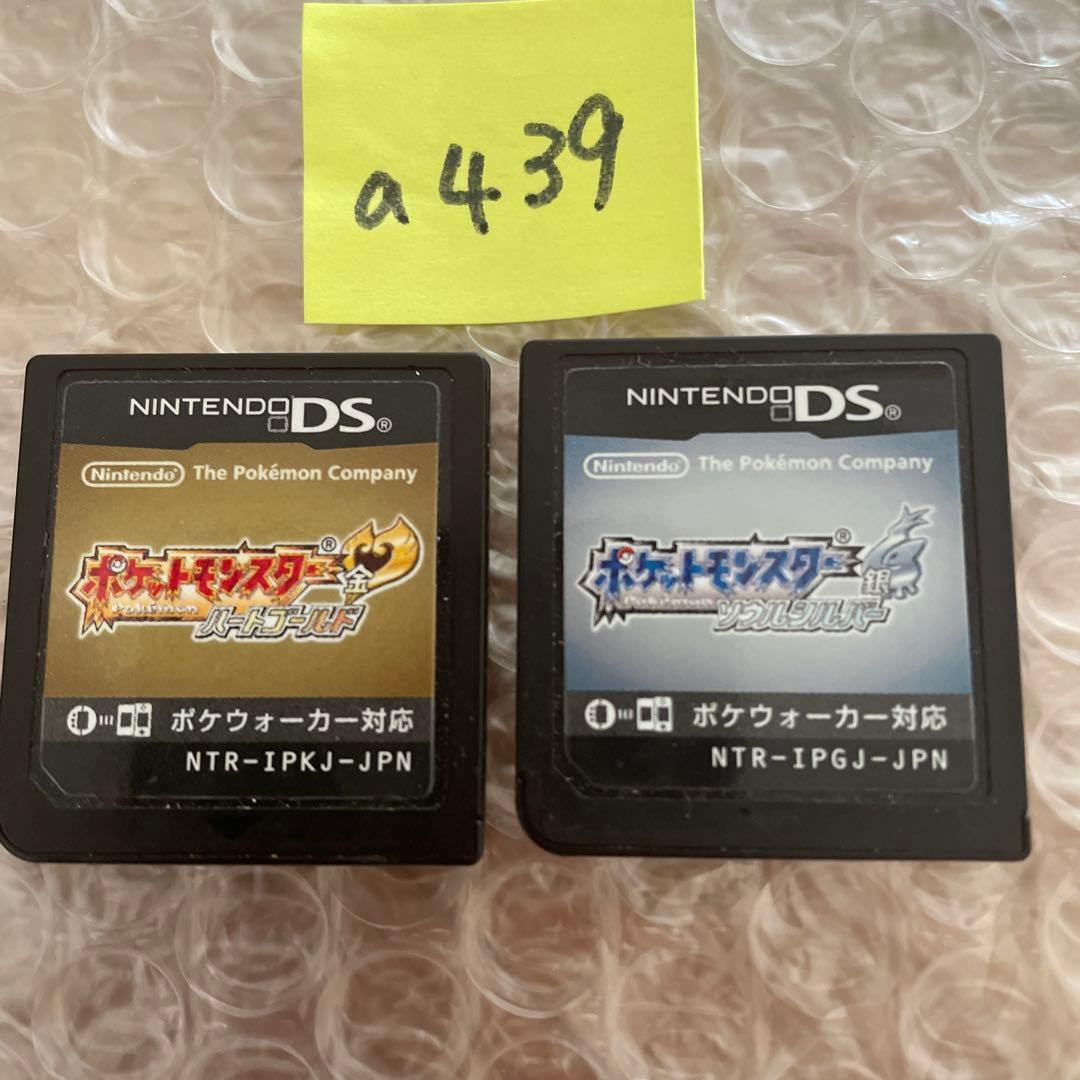 a439
NINTENDO DS®
Nintendo® The Pokémon Company
ポケットモンスター®
Pokémon
金
ハートゴールド
ポケウォーカー対応
NTR-IPKJ-JPN
NINTENDO DS®
Nintendo® The Pokémon Company
ポケットモンスター®
Pokémon
銀
ソウルシルバー
ポケウォーカー対応
NTR-IPGJ-JPN